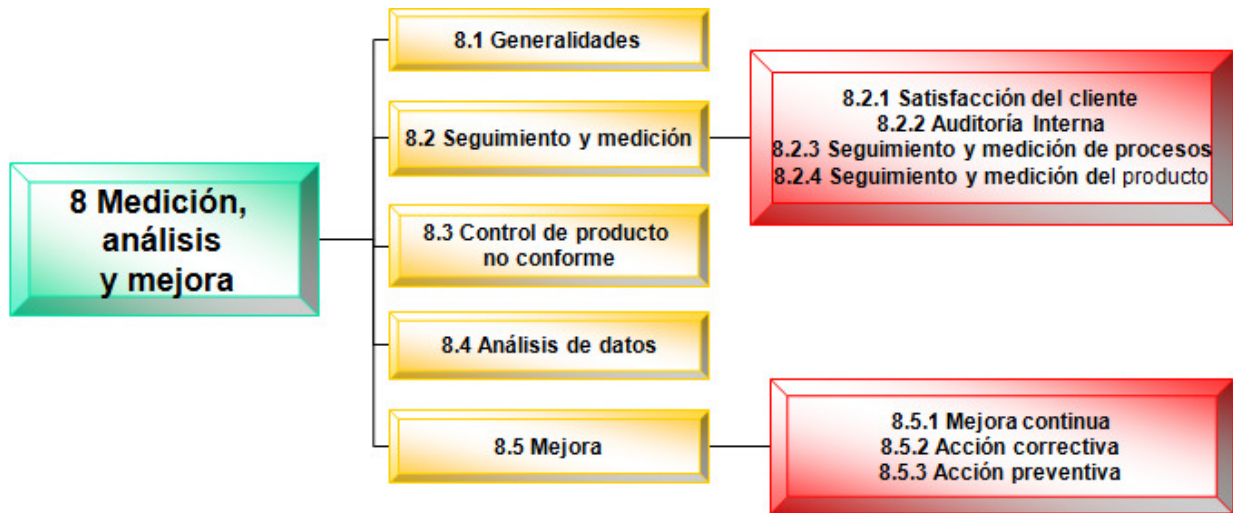 8 Medición,
análisis
y mejora
8.1 Generalidades
8.2 Seguimiento y medición
8.2.1 Satisfacción del cliente
8.2.2 Auditoría Interna
8.2.3 Seguimiento y medición de procesos
8.2.4 Seguimiento y medición del producto
8.3 Control de producto
no conforme
8.4 Análisis de datos
8.5 Mejora
8.5.1 Mejora continua
8.5.2 Acción correctiva
8.5.3 Acción preventiva